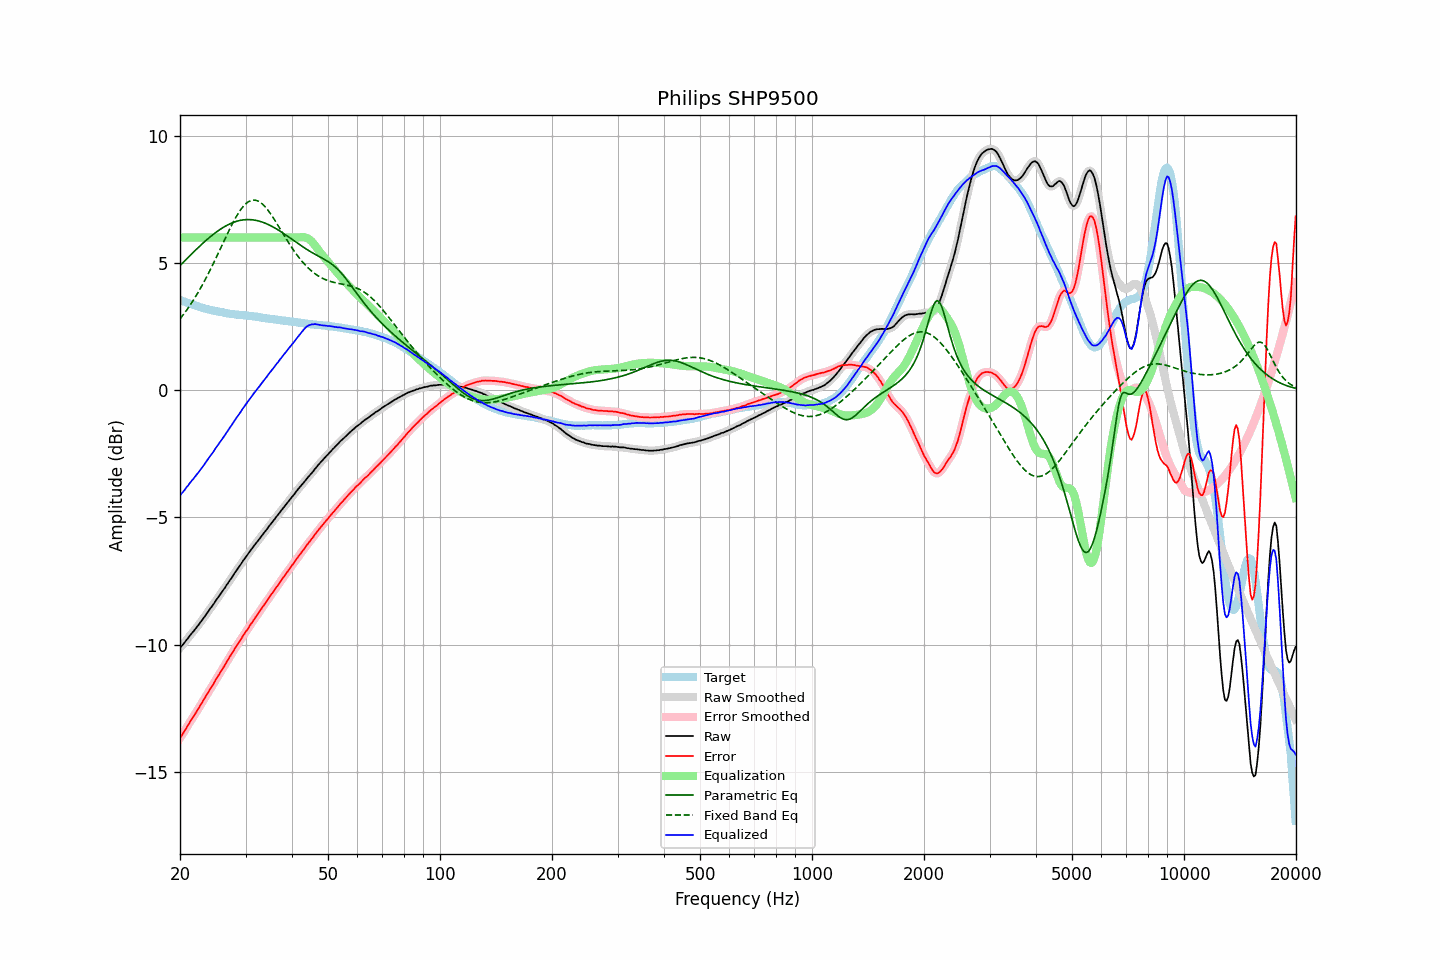 Philips SHP9500
10
5
0
−5
−10
−15
Amplitude (dBr)
Target
Raw Smoothed
Error Smoothed
Raw
Error
Equalization
Parametric Eq
Fixed Band Eq
Equalized
20 50 100 200 500 1000 2000 5000 10000 20000
Frequency (Hz)